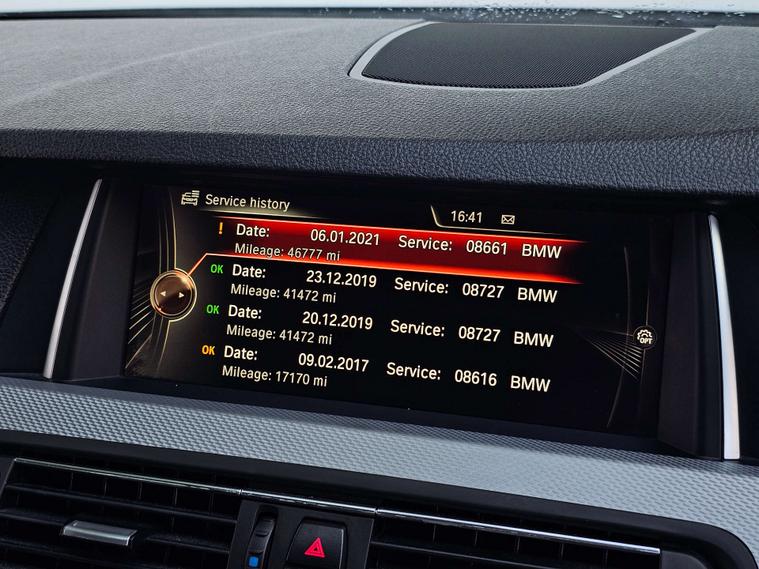 Service history
16:41
! Date: 06.01.2021 Service: 08661 BMW
Mileage: 46777 mi
OK Date: 23.12.2019 Service: 08727 BMW
Mileage: 41472 mi
OK Date: 20.12.2019 Service: 08727 BMW
Mileage: 41472 mi
OK Date: 09.02.2017 Service: 08616 BMW
Mileage: 17170 mi
OPT